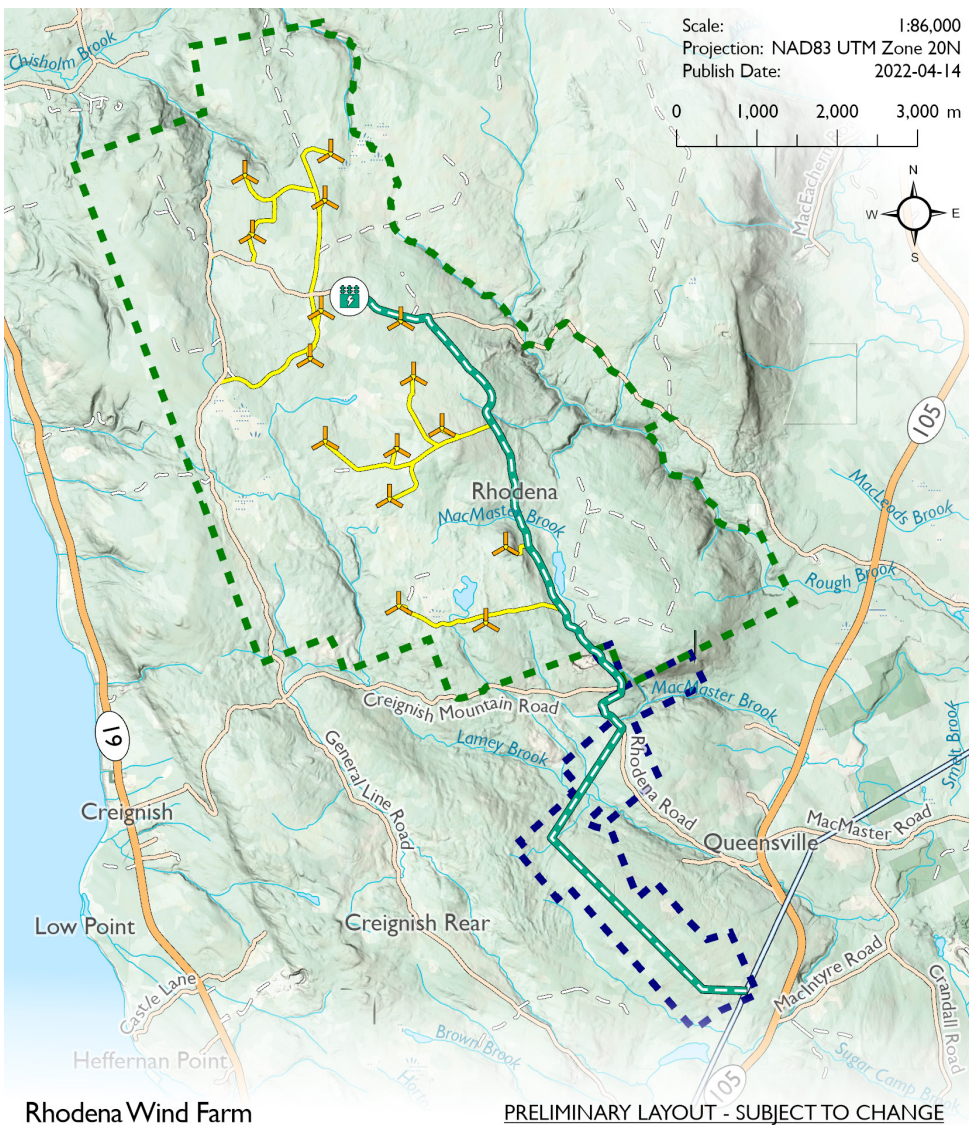 Scale: 1:86,000
Projection: NAD83 UTM Zone 20N
Publish Date: 2022-04-14
0 1,000 2,000 3,000 m
N
W E
S
Chisholm Brook
105
Rhodena
MacMaster Brook
MacLeods Brook
Rough Brook
Creignish Mountain Road
MacMaster Brook
Lamey Brook
Smelt Brook
19
General Line Road
Rhodena Road
Creignish
MacMaster Road
Queensville
Low Point
Creignish Rear
MacIntyre Road
Crandall Road
Castle Lane
Heffernan Point
Brown Brook
Sugar Camp Brook
105
Rhodena Wind Farm
PRELIMINARY LAYOUT - SUBJECT TO CHANGE